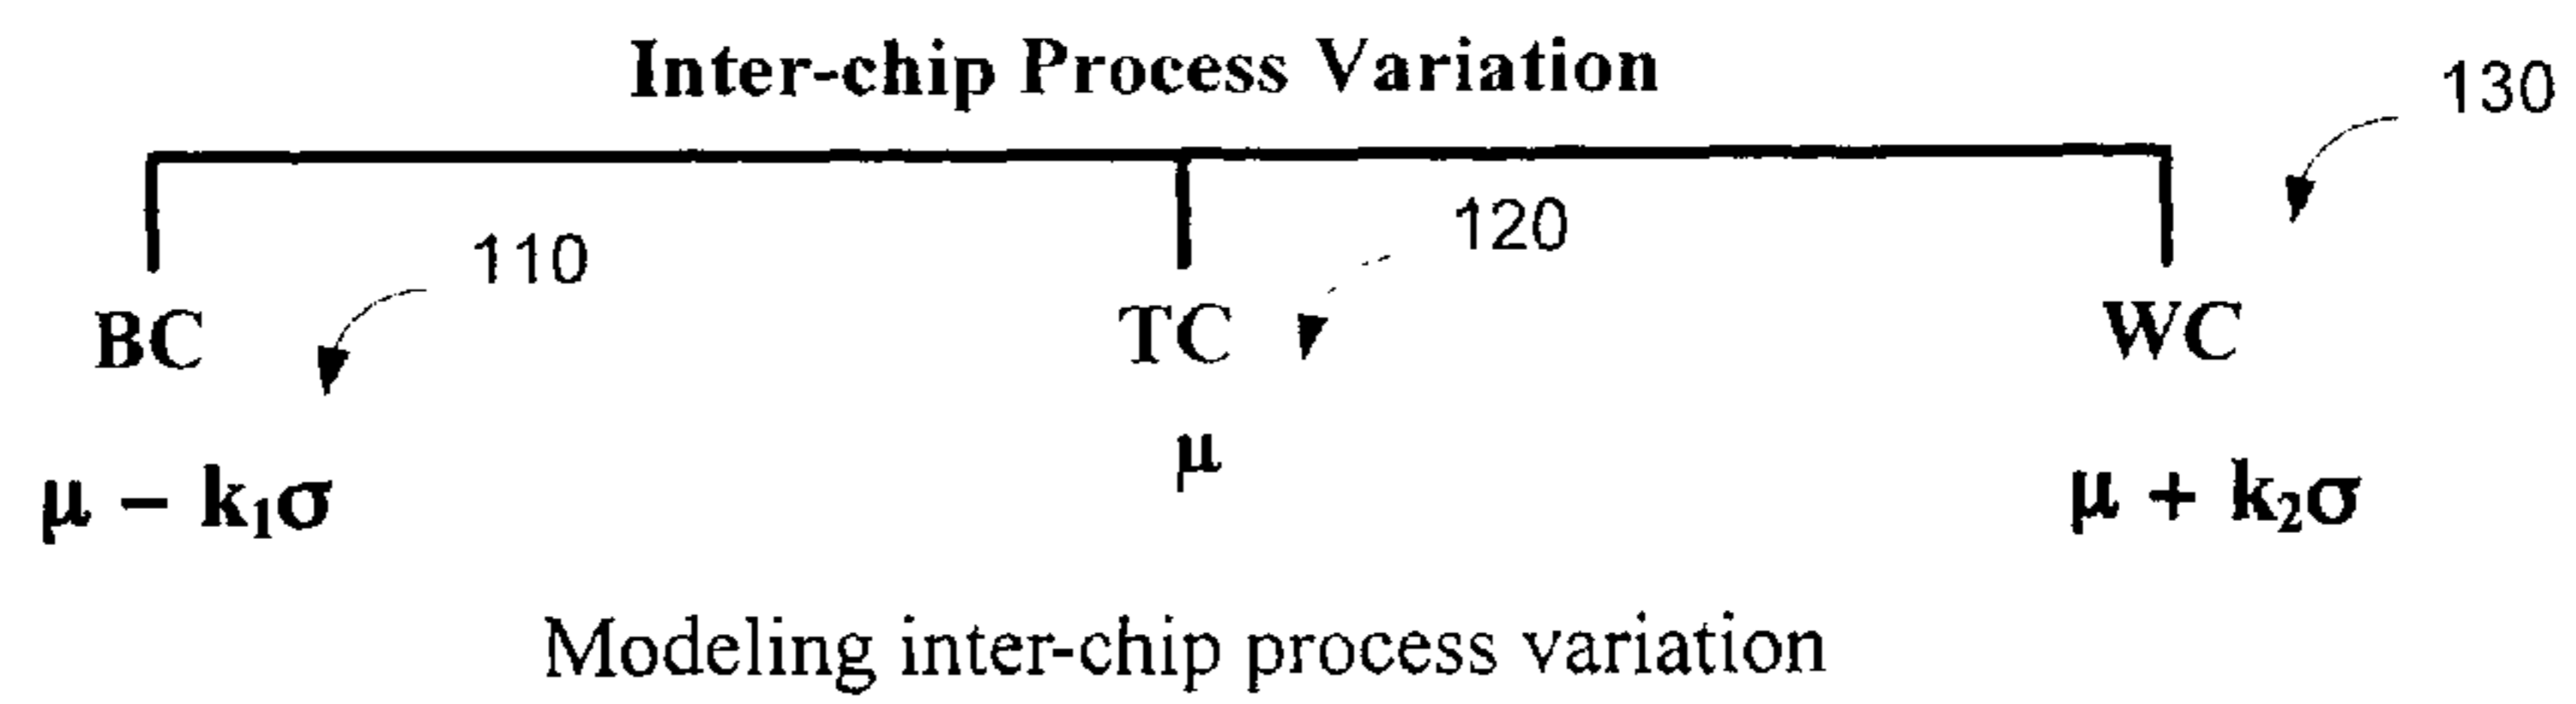 Inter-chip Process Variation
130
120
110
BC TC WC
μ
μ – k₁σ μ + k₂σ
Modeling inter-chip process variation